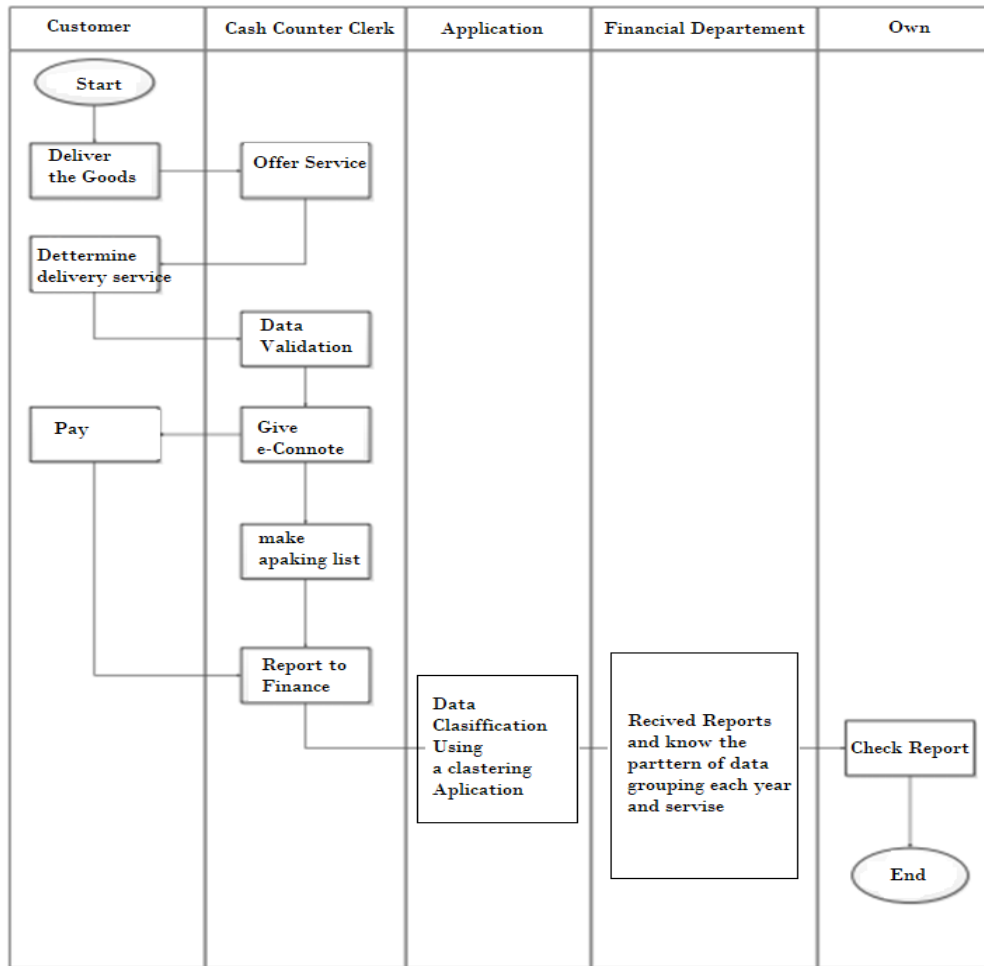 Customer
Cash Counter Clerk
Application
Financial Departement
Own
Start
Deliver
the Goods
Offer Service
Dettermine
delivery service
Data
Validation
Pay
Give
e-Connote
make
apaking list
Report to
Finance
Data
Clasiffication
Using
a clastering
Aplication
Recived Reports
and know the
parttern of data
grouping each year
and servise
Check Report
End